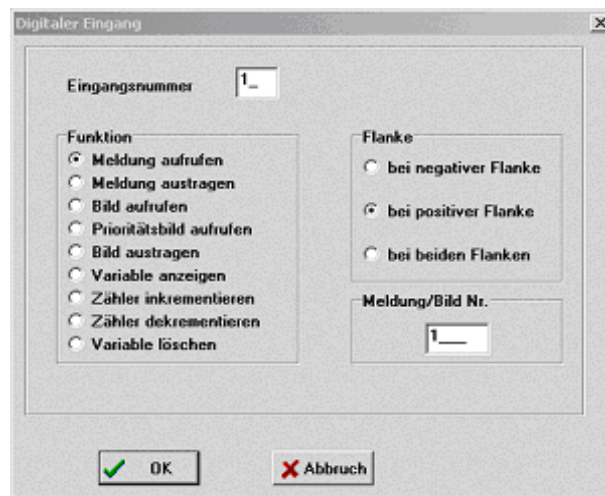 Digitaler Eingang
Eingangsnummer 1_
Funktion
Meldung aufrufen
Meldung austragen
Bild aufrufen
Prioritätsbild aufrufen
Bild austragen
Variable anzeigen
Zähler inkrementieren
Zähler dekrementieren
Variable löschen
Flanke
bei negativer Flanke
bei positiver Flanke
bei beiden Flanken
Meldung/Bild Nr.
1___
OK
Abbruch